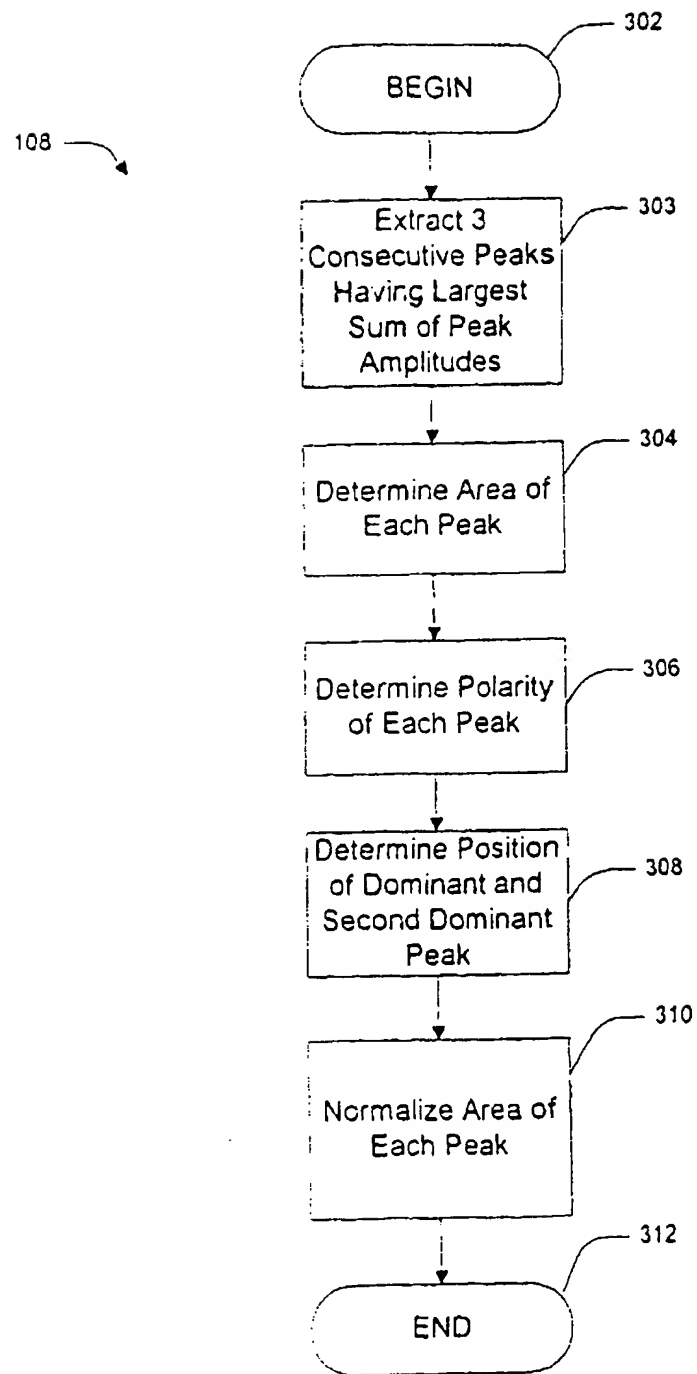 302
BEGIN
108
303
Extract 3
Consecutive Peaks
Having Largest
Sum of Peak
Amplitudes
304
Determine Area of
Each Peak
306
Determine Polarity
of Each Peak
308
Determine Position
of Dominant and
Second Dominant
Peak
310
Normalize Area of
Each Peak
312
END